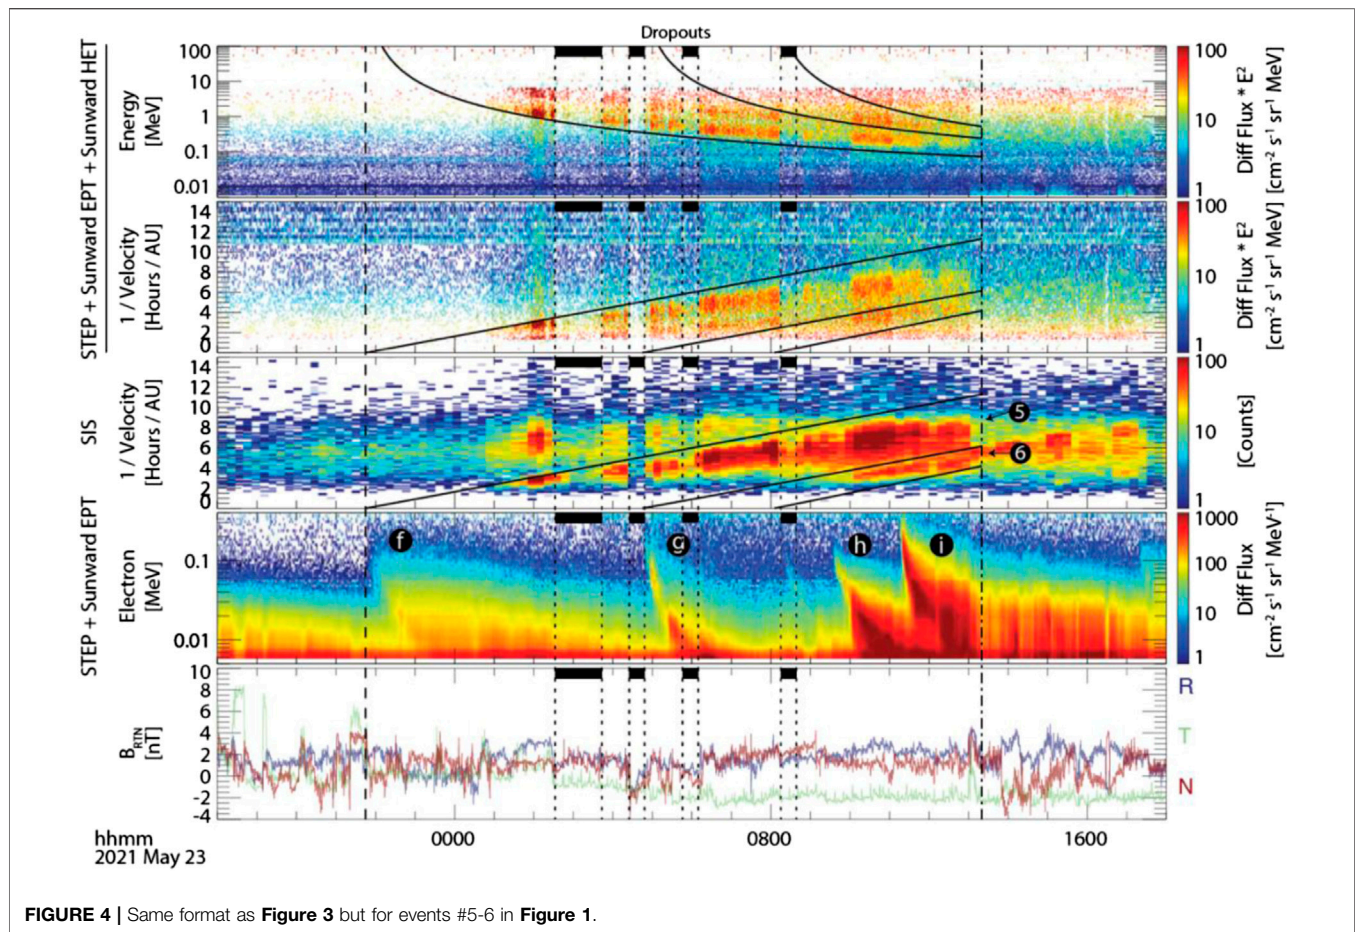 Dropouts
STEP + Sunward EPT + Sunward HET
Energy
[MeV]
100
10
1
0.1
0.01
100
10
1
Diff Flux * E²
[cm⁻² s⁻¹ sr¹ MeV]
1 / Velocity
[Hours / AU]
14
12
10
8
6
4
2
0
100
10
1
Diff Flux * E²
[cm⁻² s⁻¹ sr¹ MeV]
SIS
1 / Velocity
[Hours / AU]
14
12
10
8
6
4
2
0
5
6
100
10
1
[Counts]
STEP + Sunward EPT
Electron
[MeV]
0.1
0.01
f
g
h
i
1000
100
10
1
Diff Flux
[cm⁻² s⁻¹ sr¹ MeV⁻¹]
B_RTN
[nT]
10
8
6
4
2
0
-2
-4
R
T
N
hhmm
2021 May 23
0000
0800
1600
FIGURE 4 | Same format as Figure 3 but for events #5-6 in Figure 1.